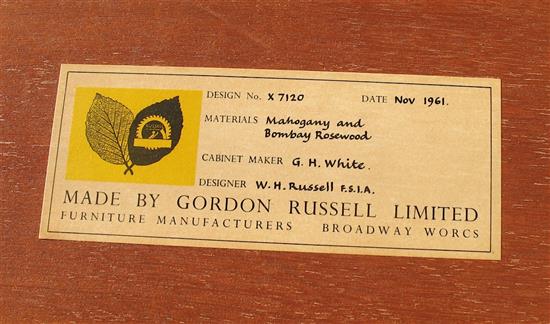 DESIGN No. X 7120 DATE Nov 1961.
MATERIALS Mahogany and
Bombay Rosewood
CABINET MAKER G. H. White.
DESIGNER W. H. Russell F.S.I.A.
MADE BY GORDON RUSSELL LIMITED
FURNITURE MANUFACTURERS BROADWAY WORCS